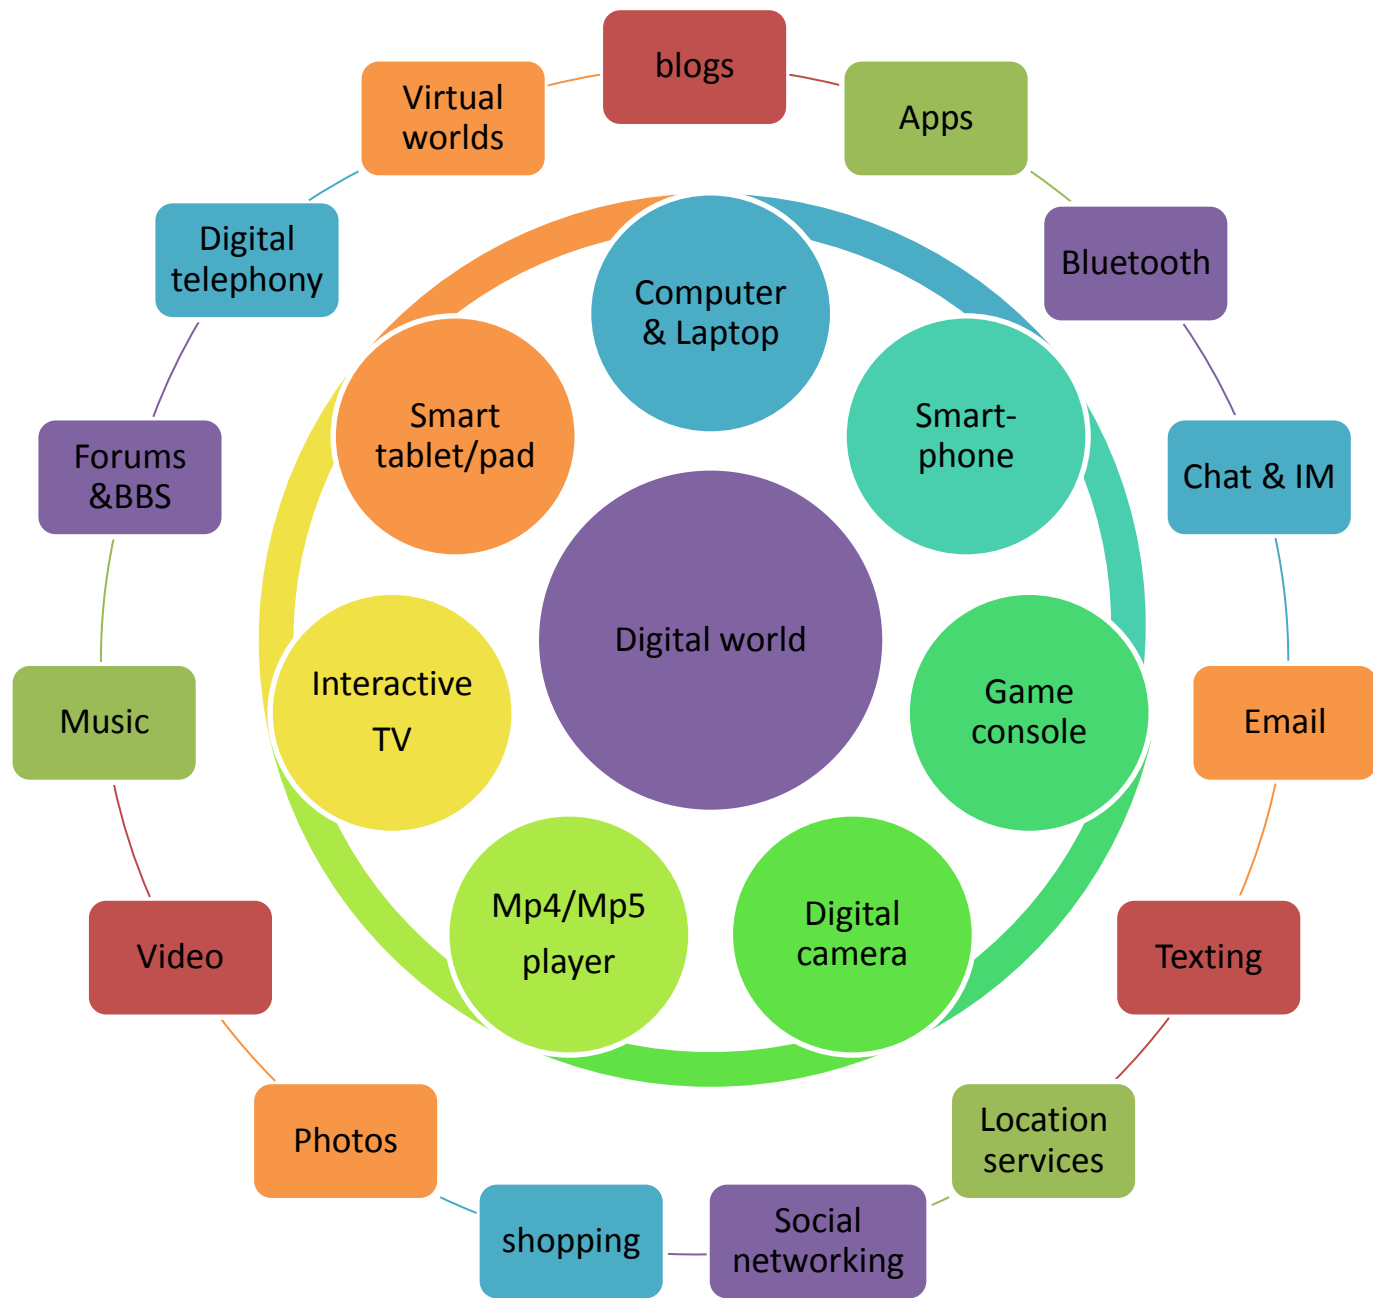 blogs
Apps
Bluetooth
Chat & IM
Email
Texting
Location
services
Social
networking
shopping
Photos
Video
Music
Forums
&BBS
Digital
telephony
Virtual
worlds
Computer
& Laptop
Smart-
phone
Game
console
Digital
camera
Mp4/Mp5
player
Interactive
TV
Smart
tablet/pad
Digital world